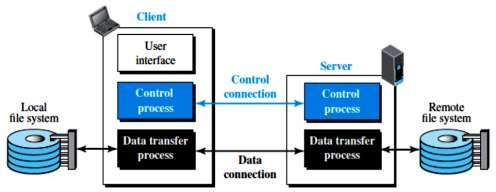 Client
User
interface
Control
process
Data transfer
process
Local
file system
Control
connection
Data
connection
Server
Control
process
Data transfer
process
Remote
file system